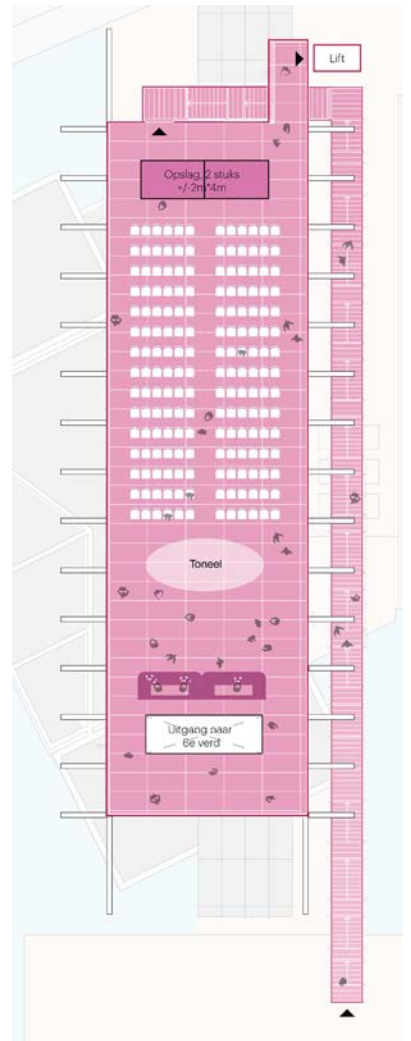 Lift
Opslag, 2 stuks
+/-2m*4m
Toneel
Uitgang naar
6e verd